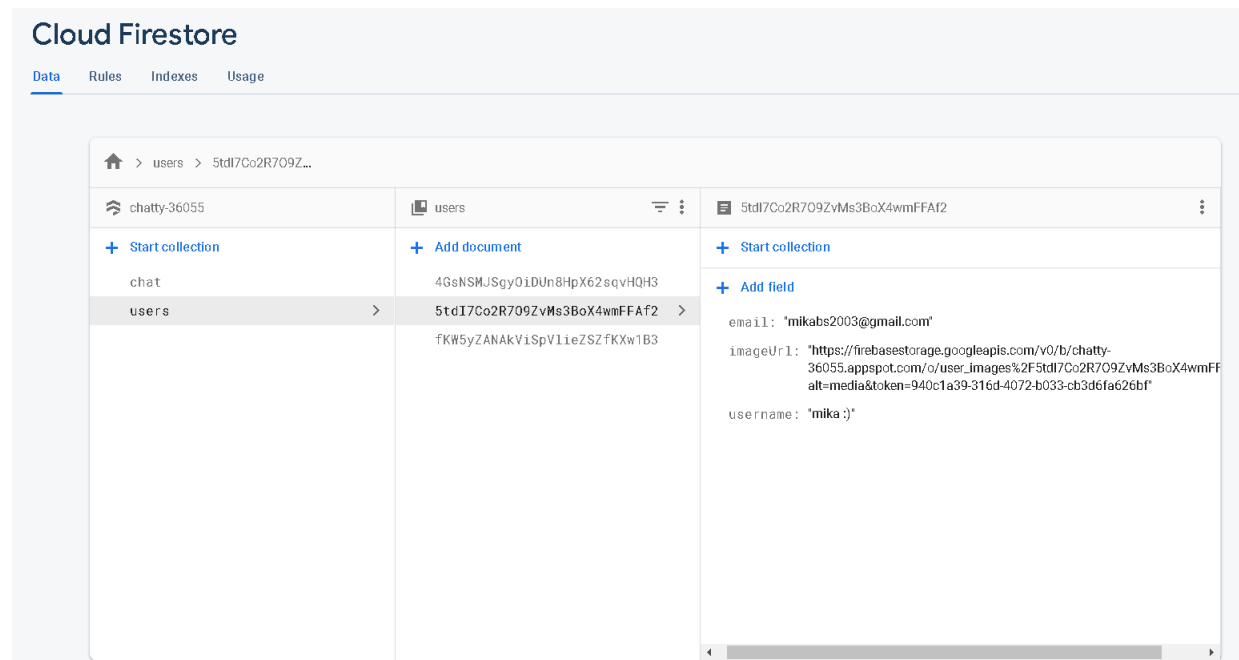 Cloud Firestore
Data Rules Indexes Usage
users > 5tdI7Co2R7O9Z...
chatty-36055
users
5tdI7Co2R7O9ZvMs3BoX4wmFFAf2
+ Start collection
+ Add document
+ Start collection
chat
users
4GsNSMJSgyOiDUn8HpX62sqvHQH3
5tdI7Co2R7O9ZvMs3BoX4wmFFAf2
fKW5yZANAkViSpVlieZSZfKXw1B3
+ Add field
email: "mikabs2003@gmail.com"
imageUrl: "https://firebasestorage.googleapis.com/v0/b/chatty-
36055.appspot.com/o/user_images%2F5tdI7Co2R7O9ZvMs3BoX4wmFF
alt=media&token=940c1a39-316d-4072-b033-cb3d6fa626bf"
username: "mika :)"